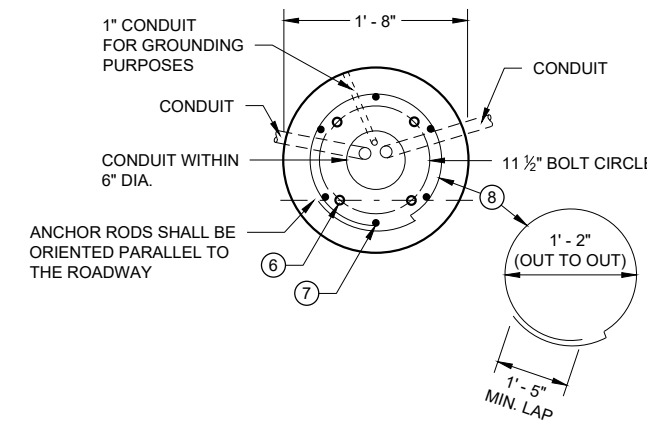 1" CONDUIT
FOR GROUNDING
PURPOSES
1' - 8"
CONDUIT
CONDUIT
CONDUIT WITHIN
6" DIA.
11 ½" BOLT CIRCLE
8
ANCHOR RODS SHALL BE
ORIENTED PARALLEL TO
THE ROADWAY
6
7
1' - 2"
(OUT TO OUT)
1' - 5"
MIN. LAP